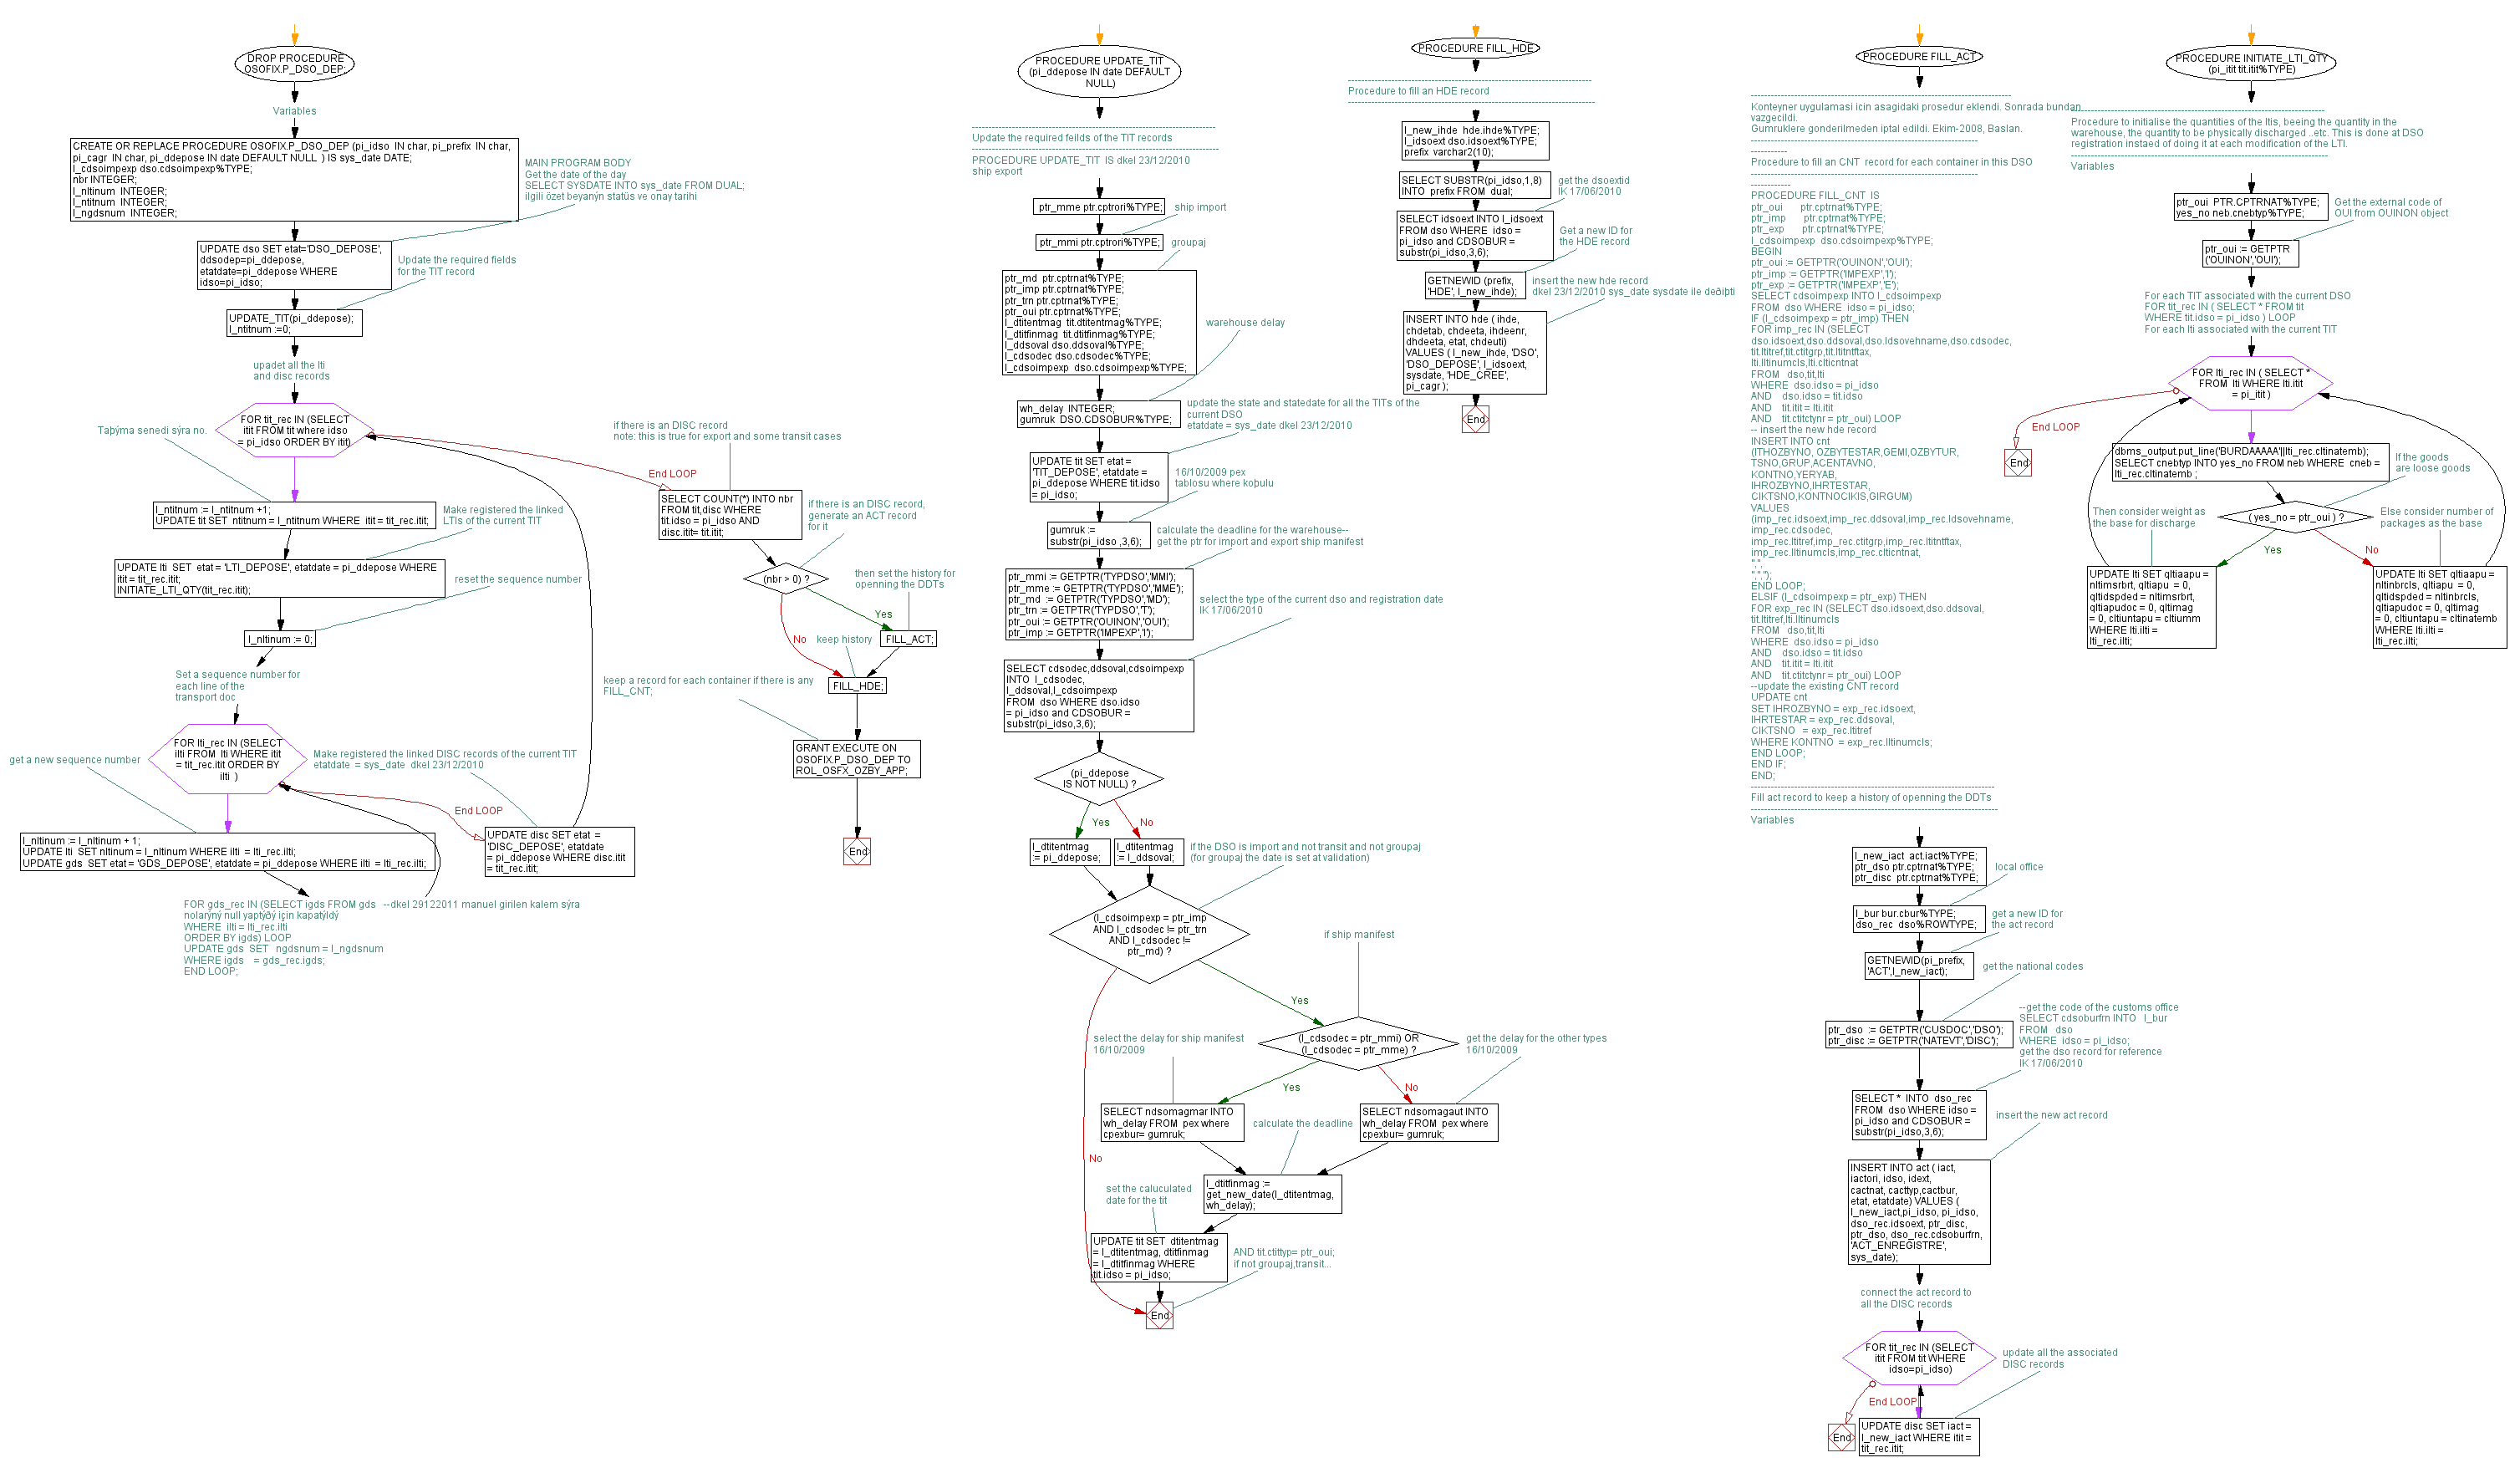 DROP PROCEDURE
OSOFIX.P_DSO_DEP;
Variables
CREATE OR REPLACE PROCEDURE OSOFIX.P_DSO_DEP (pi_idso IN char, pi_prefix IN char,
pi_cagr IN char, pi_ddepose IN date DEFAULT NULL ) IS sys_date DATE;
l_cdsoimpexp dso.cdsoimpexp%TYPE;
nbr INTEGER;
l_nltinum INTEGER;
l_ntitnum INTEGER;
l_ngdsnum INTEGER;
MAIN PROGRAM BODY
Get the date of the day
SELECT SYSDATE INTO sys_date FROM DUAL;
ilgili özet beyanýn statüs ve onay tarihi
UPDATE dso SET etat='DSO_DEPOSE',
ddsodep=pi_ddepose,
etatdate=pi_ddepose WHERE
idso=pi_idso;
Update the required fields
for the TIT record
UPDATE_TIT(pi_ddepose);
l_ntitnum :=0;
upadet all the lti
and disc records
FOR tit_rec IN (SELECT
itit FROM tit where idso
= pi_idso ORDER BY itit)
Taþýma senedi sýra no.
End LOOP
l_ntitnum := l_ntitnum +1;
UPDATE tit SET ntitnum = l_ntitnum WHERE itit = tit_rec.itit;
Make registered the linked
LTIs of the current TIT
UPDATE lti SET etat = 'LTI_DEPOSE', etatdate = pi_ddepose WHERE
itit = tit_rec.itit;
INITIATE_LTI_QTY(tit_rec.itit);
reset the sequence number
l_nltinum := 0;
Set a sequence number for
each line of the
transport doc
FOR lti_rec IN (SELECT
ilti FROM lti WHERE itit
= tit_rec.itit ORDER BY
ilti )
get a new sequence number
Make registered the linked DISC records of the current TIT
etatdate = sys_date dkel 23/12/2010
End LOOP
l_nltinum := l_nltinum + 1;
UPDATE lti SET nltinum = l_nltinum WHERE ilti = lti_rec.ilti;
UPDATE gds SET etat = 'GDS_DEPOSE', etatdate = pi_ddepose WHERE ilti = lti_rec.ilti;
UPDATE disc SET etat =
'DISC_DEPOSE', etatdate
= pi_ddepose WHERE disc.itit
= tit_rec.itit;
FOR gds_rec IN (SELECT igds FROM gds --dkel 29122011 manuel girilen kalem sýra
nolarýný null yaptýðý için kapatýldý
WHERE ilti = lti_rec.ilti
ORDER BY igds) LOOP
UPDATE gds SET ngdsnum = l_ngdsnum
WHERE igds = gds_rec.igds;
END LOOP;
if there is an DISC record
note: this is true for export and some transit cases
SELECT COUNT(*) INTO nbr
FROM tit,disc WHERE
tit.idso = pi_idso AND
disc.itit= tit.itit;
if there is an DISC record,
generate an ACT record
for it
(nbr > 0) ?
then set the history for
openning the DDTs
Yes
No
FILL_ACT;
keep history
FILL_HDE;
keep a record for each container if there is any
FILL_CNT;
GRANT EXECUTE ON
OSOFIX.P_DSO_DEP TO
ROL_OSFX_OZBY_APP;
End
PROCEDURE UPDATE_TIT
(pi_ddepose IN date DEFAULT
NULL)
--------------------------------------------------------------------------
Update the required feilds of the TIT records
--------------------------------------------------------------------------
PROCEDURE UPDATE_TIT IS dkel 23/12/2010
ship export
ptr_mme ptr.cptrori%TYPE;
ship import
ptr_mmi ptr.cptrori%TYPE;
groupaj
ptr_md ptr.cptrnat%TYPE;
ptr_imp ptr.cptrnat%TYPE;
ptr_trn ptr.cptrnat%TYPE;
ptr_oui ptr.cptrnat%TYPE;
l_dtitentmag tit.dtitentmag%TYPE;
l_dtitfinmag tit.dtitfinmag%TYPE;
l_ddsoval dso.ddsoval%TYPE;
l_cdsodec dso.cdsodec%TYPE;
l_cdsoimpexp dso.cdsoimpexp%TYPE;
warehouse delay
wh_delay INTEGER;
gumruk DSO.CDSOBUR%TYPE;
update the state and statedate for all the TITs of the
current DSO
etatdate = sys_date dkel 23/12/2010
UPDATE tit SET etat =
'TIT_DEPOSE', etatdate =
pi_ddepose WHERE tit.idso
= pi_idso;
16/10/2009 pex
tablosu where koþulu
gumruk :=
substr(pi_idso ,3,6);
calculate the deadline for the warehouse--
get the ptr for import and export ship manifest
ptr_mmi := GETPTR('TYPDSO','MMI');
ptr_mme := GETPTR('TYPDSO','MME');
ptr_md := GETPTR('TYPDSO','MD');
ptr_trn := GETPTR('TYPDSO','T');
ptr_oui := GETPTR('OUINON','OUI');
ptr_imp := GETPTR('IMPEXP','I');
select the type of the current dso and registration date
IK 17/06/2010
SELECT cdsodec,ddsoval,cdsoimpexp
INTO l_cdsodec,
l_ddsoval,l_cdsoimpexp
FROM dso WHERE dso.idso
= pi_idso and CDSOBUR =
substr(pi_idso,3,6);
(pi_ddepose
IS NOT NULL) ?
Yes
No
l_dtitentmag
:= pi_ddepose;
l_dtitentmag
:= l_ddsoval;
if the DSO is import and not transit and not groupaj
(for groupaj the date is set at validation)
(l_cdsoimpexp = ptr_imp
AND l_cdsodec != ptr_trn
AND l_cdsodec !=
ptr_md) ?
if ship manifest
Yes
(l_cdsodec = ptr_mmi) OR
(l_cdsodec = ptr_mme) ?
select the delay for ship manifest
16/10/2009
get the delay for the other types
16/10/2009
Yes
No
SELECT ndsomagmar INTO
wh_delay FROM pex where
cpexbur= gumruk;
SELECT ndsomagaut INTO
wh_delay FROM pex where
cpexbur= gumruk;
calculate the deadline
No
l_dtitfinmag :=
get_new_date(l_dtitentmag,
wh_delay);
set the caluculated
date for the tit
UPDATE tit SET dtitentmag
= l_dtitentmag, dtitfinmag
= l_dtitfinmag WHERE
tit.idso = pi_idso;
AND tit.ctittyp= ptr_oui;
if not groupaj,transit...
End
PROCEDURE FILL_HDE
--------------------------------------------------------------------------
Procedure to fill an HDE record
--------------------------------------------------------------------------
l_new_ihde hde.ihde%TYPE;
l_idsoext dso.idsoext%TYPE;
prefix varchar2(10);
SELECT SUBSTR(pi_idso,1,8)
INTO prefix FROM dual;
get the dsoextid
IK 17/06/2010
SELECT idsoext INTO l_idsoext
FROM dso WHERE idso =
pi_idso and CDSOBUR =
substr(pi_idso,3,6);
Get a new ID for
the HDE record
GETNEWID (prefix,
'HDE', l_new_ihde);
insert the new hde record
dkel 23/12/2010 sys_date sysdate ile deðiþti
INSERT INTO hde ( ihde,
chdetab, chdeeta, ihdeenr,
dhdeeta, etat, chdeuti)
VALUES ( l_new_ihde, 'DSO',
'DSO_DEPOSE', l_idsoext,
sysdate, 'HDE_CREE',
pi_cagr );
End
PROCEDURE FILL_ACT
--------------------------------------------------------------------------
Konteyner uygulamasi icin asagidaki prosedur eklendi. Sonrada bundan
vazgecildi.
Gumruklere gonderilmeden iptal edildi. Ekim-2008, Baslan.
--------------------------------------------------------------------
-----------
Procedure to fill an CNT record for each container in this DSO
--------------------------------------------------------------------
------------
PROCEDURE FILL_CNT IS
ptr_oui ptr.cptrnat%TYPE;
ptr_imp ptr.cptrnat%TYPE;
ptr_exp ptr.cptrnat%TYPE;
l_cdsoimpexp dso.cdsoimpexp%TYPE;
BEGIN
ptr_oui := GETPTR('OUINON','OUI');
ptr_imp := GETPTR('IMPEXP','I');
ptr_exp := GETPTR('IMPEXP','E');
SELECT cdsoimpexp INTO l_cdsoimpexp
FROM dso WHERE idso = pi_idso;
IF (l_cdsoimpexp = ptr_imp) THEN
FOR imp_rec IN (SELECT
dso.idsoext,dso.ddsoval,dso.ldsovehname,dso.cdsodec,
tit.ltitref,tit.ctitgrp,tit.ltitntftax,
lti.lltinumcls,lti.clticntnat
FROM dso,tit,lti
WHERE dso.idso = pi_idso
AND dso.idso = tit.idso
AND tit.itit = lti.itit
AND tit.ctitctynr = ptr_oui) LOOP
-- insert the new hde record
INSERT INTO cnt
(ITHOZBYNO, OZBYTESTAR,GEMI,OZBYTUR,
TSNO,GRUP,ACENTAVNO,
KONTNO,YERYAB,
IHROZBYNO,IHRTESTAR,
CIKTSNO,KONTNOCIKIS,GIRGUM)
VALUES
(imp_rec.idsoext,imp_rec.ddsoval,imp_rec.ldsovehname,
imp_rec.cdsodec,
imp_rec.ltitref,imp_rec.ctitgrp,imp_rec.ltitntftax,
imp_rec.lltinumcls,imp_rec.clticntnat,
'','',
'','','');
END LOOP;
ELSIF (l_cdsoimpexp = ptr_exp) THEN
FOR exp_rec IN (SELECT dso.idsoext,dso.ddsoval,
tit.ltitref,lti.lltinumcls
FROM dso,tit,lti
WHERE dso.idso = pi_idso
AND dso.idso = tit.idso
AND tit.itit = lti.itit
AND tit.ctitctynr = ptr_oui) LOOP
--update the existing CNT record
UPDATE cnt
SET IHROZBYNO = exp_rec.idsoext,
IHRTESTAR = exp_rec.ddsoval,
CIKTSNO = exp_rec.ltitref
WHERE KONTNO = exp_rec.lltinumcls;
END LOOP;
END IF;
END;
--------------------------------------------------------------------------
Fill act record to keep a history of openning the DDTs
--------------------------------------------------------------------------
Variables
l_new_iact act.iact%TYPE;
ptr_dso ptr.cptrnat%TYPE;
ptr_disc ptr.cptrnat%TYPE;
local office
l_bur bur.cbur%TYPE;
dso_rec dso%ROWTYPE;
get a new ID for
the act record
GETNEWID(pi_prefix,
'ACT',l_new_iact);
get the national codes
ptr_dso := GETPTR('CUSDOC','DSO');
ptr_disc := GETPTR('NATEVT','DISC');
--get the code of the customs office
SELECT cdsoburfrn INTO l_bur
FROM dso
WHERE idso = pi_idso;
get the dso record for reference
IK 17/06/2010
SELECT * INTO dso_rec
FROM dso WHERE idso =
pi_idso and CDSOBUR =
substr(pi_idso,3,6);
insert the new act record
INSERT INTO act ( iact,
iactori, idso, idext,
cactnat, cacttyp,cactbur,
etat, etatdate) VALUES (
l_new_iact,pi_idso, pi_idso,
dso_rec.idsoext, ptr_disc,
ptr_dso, dso_rec.cdsoburfrn,
'ACT_ENREGISTRE',
sys_date);
connect the act record to
all the DISC records
FOR tit_rec IN (SELECT
itit FROM tit WHERE
idso=pi_idso)
update all the associated
DISC records
End LOOP
End
UPDATE disc SET iact =
l_new_iact WHERE itit =
tit_rec.itit;
PROCEDURE INITIATE_LTI_QTY
(pi_itit tit.itit%TYPE)
--------------------------------------------------------------------------
Procedure to initialise the quantities of the ltis, beeing the quantity in the
warehouse, the quantity to be physically discharged ..etc. This is done at DSO
registration instaed of doing it at each modification of the LTI.
--------------------------------------------------------------------------
Variables
ptr_oui PTR.CPTRNAT%TYPE;
yes_no neb.cnebtyp%TYPE;
Get the external code of
OUI from OUINON object
ptr_oui := GETPTR
('OUINON','OUI');
For each TIT associated with the current DSO
FOR tit_rec IN ( SELECT * FROM tit
WHERE tit.idso = pi_idso ) LOOP
For each lti associated with the current TIT
FOR lti_rec IN ( SELECT *
FROM lti WHERE lti.itit
= pi_itit )
End LOOP
End
dbms_output.put_line('BURDAAAAA'||lti_rec.cltinatemb);
SELECT cnebtyp INTO yes_no FROM neb WHERE cneb =
lti_rec.cltinatemb ;
If the goods
are loose goods
Then consider weight as
the base for discharge
( yes_no = ptr_oui ) ?
Else consider number of
packages as the base
Yes
No
UPDATE lti SET qltiaapu =
nltimsrbrt, qltiapu = 0,
qltidspded = nltimsrbrt,
qltiapudoc = 0, qltimag
= 0, cltiuntapu = cltiumm
WHERE lti.ilti =
lti_rec.ilti;
UPDATE lti SET qltiaapu =
nltinbrcls, qltiapu = 0,
qltidspded = nltinbrcls,
qltiapudoc = 0, qltimag
= 0, cltiuntapu = cltinatemb
WHERE lti.ilti =
lti_rec.ilti;